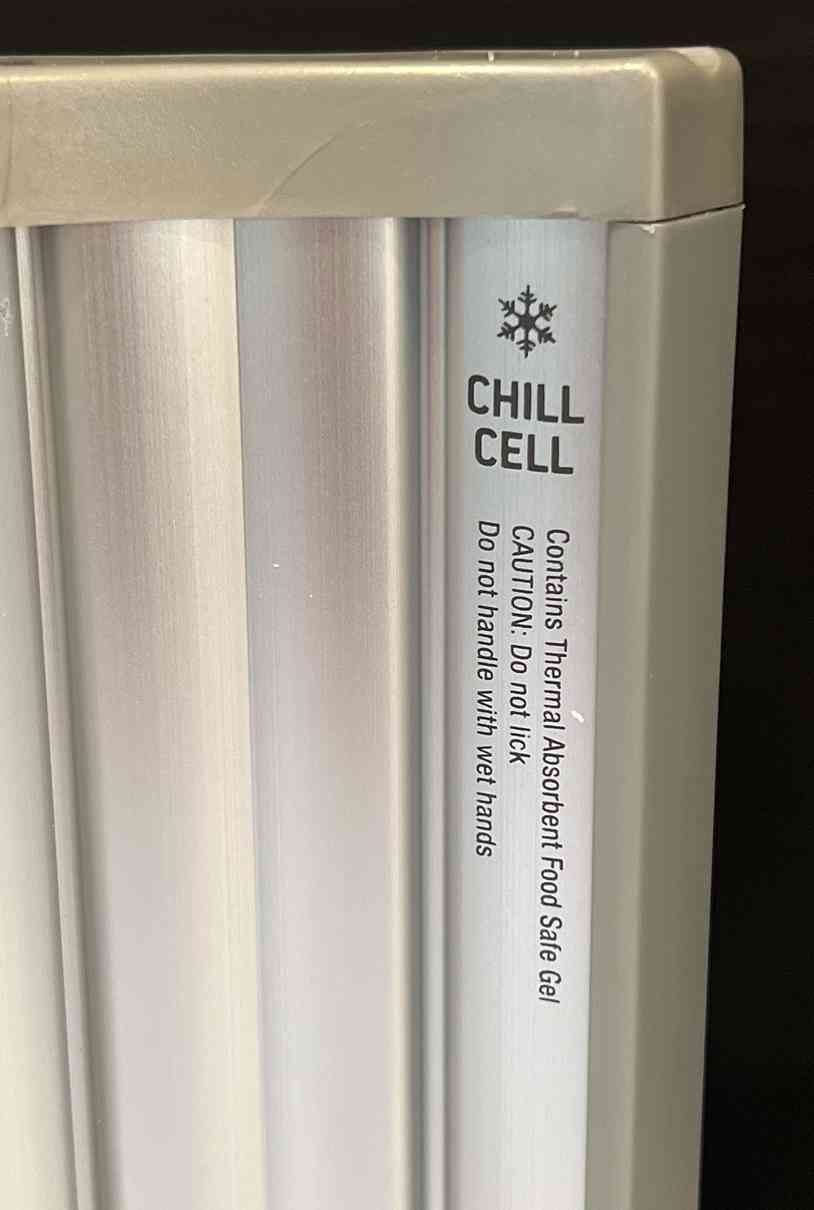 CHILL
CELL
Contains Thermal Absorbent Food Safe Gel
CAUTION: Do not lick
Do not handle with wet hands